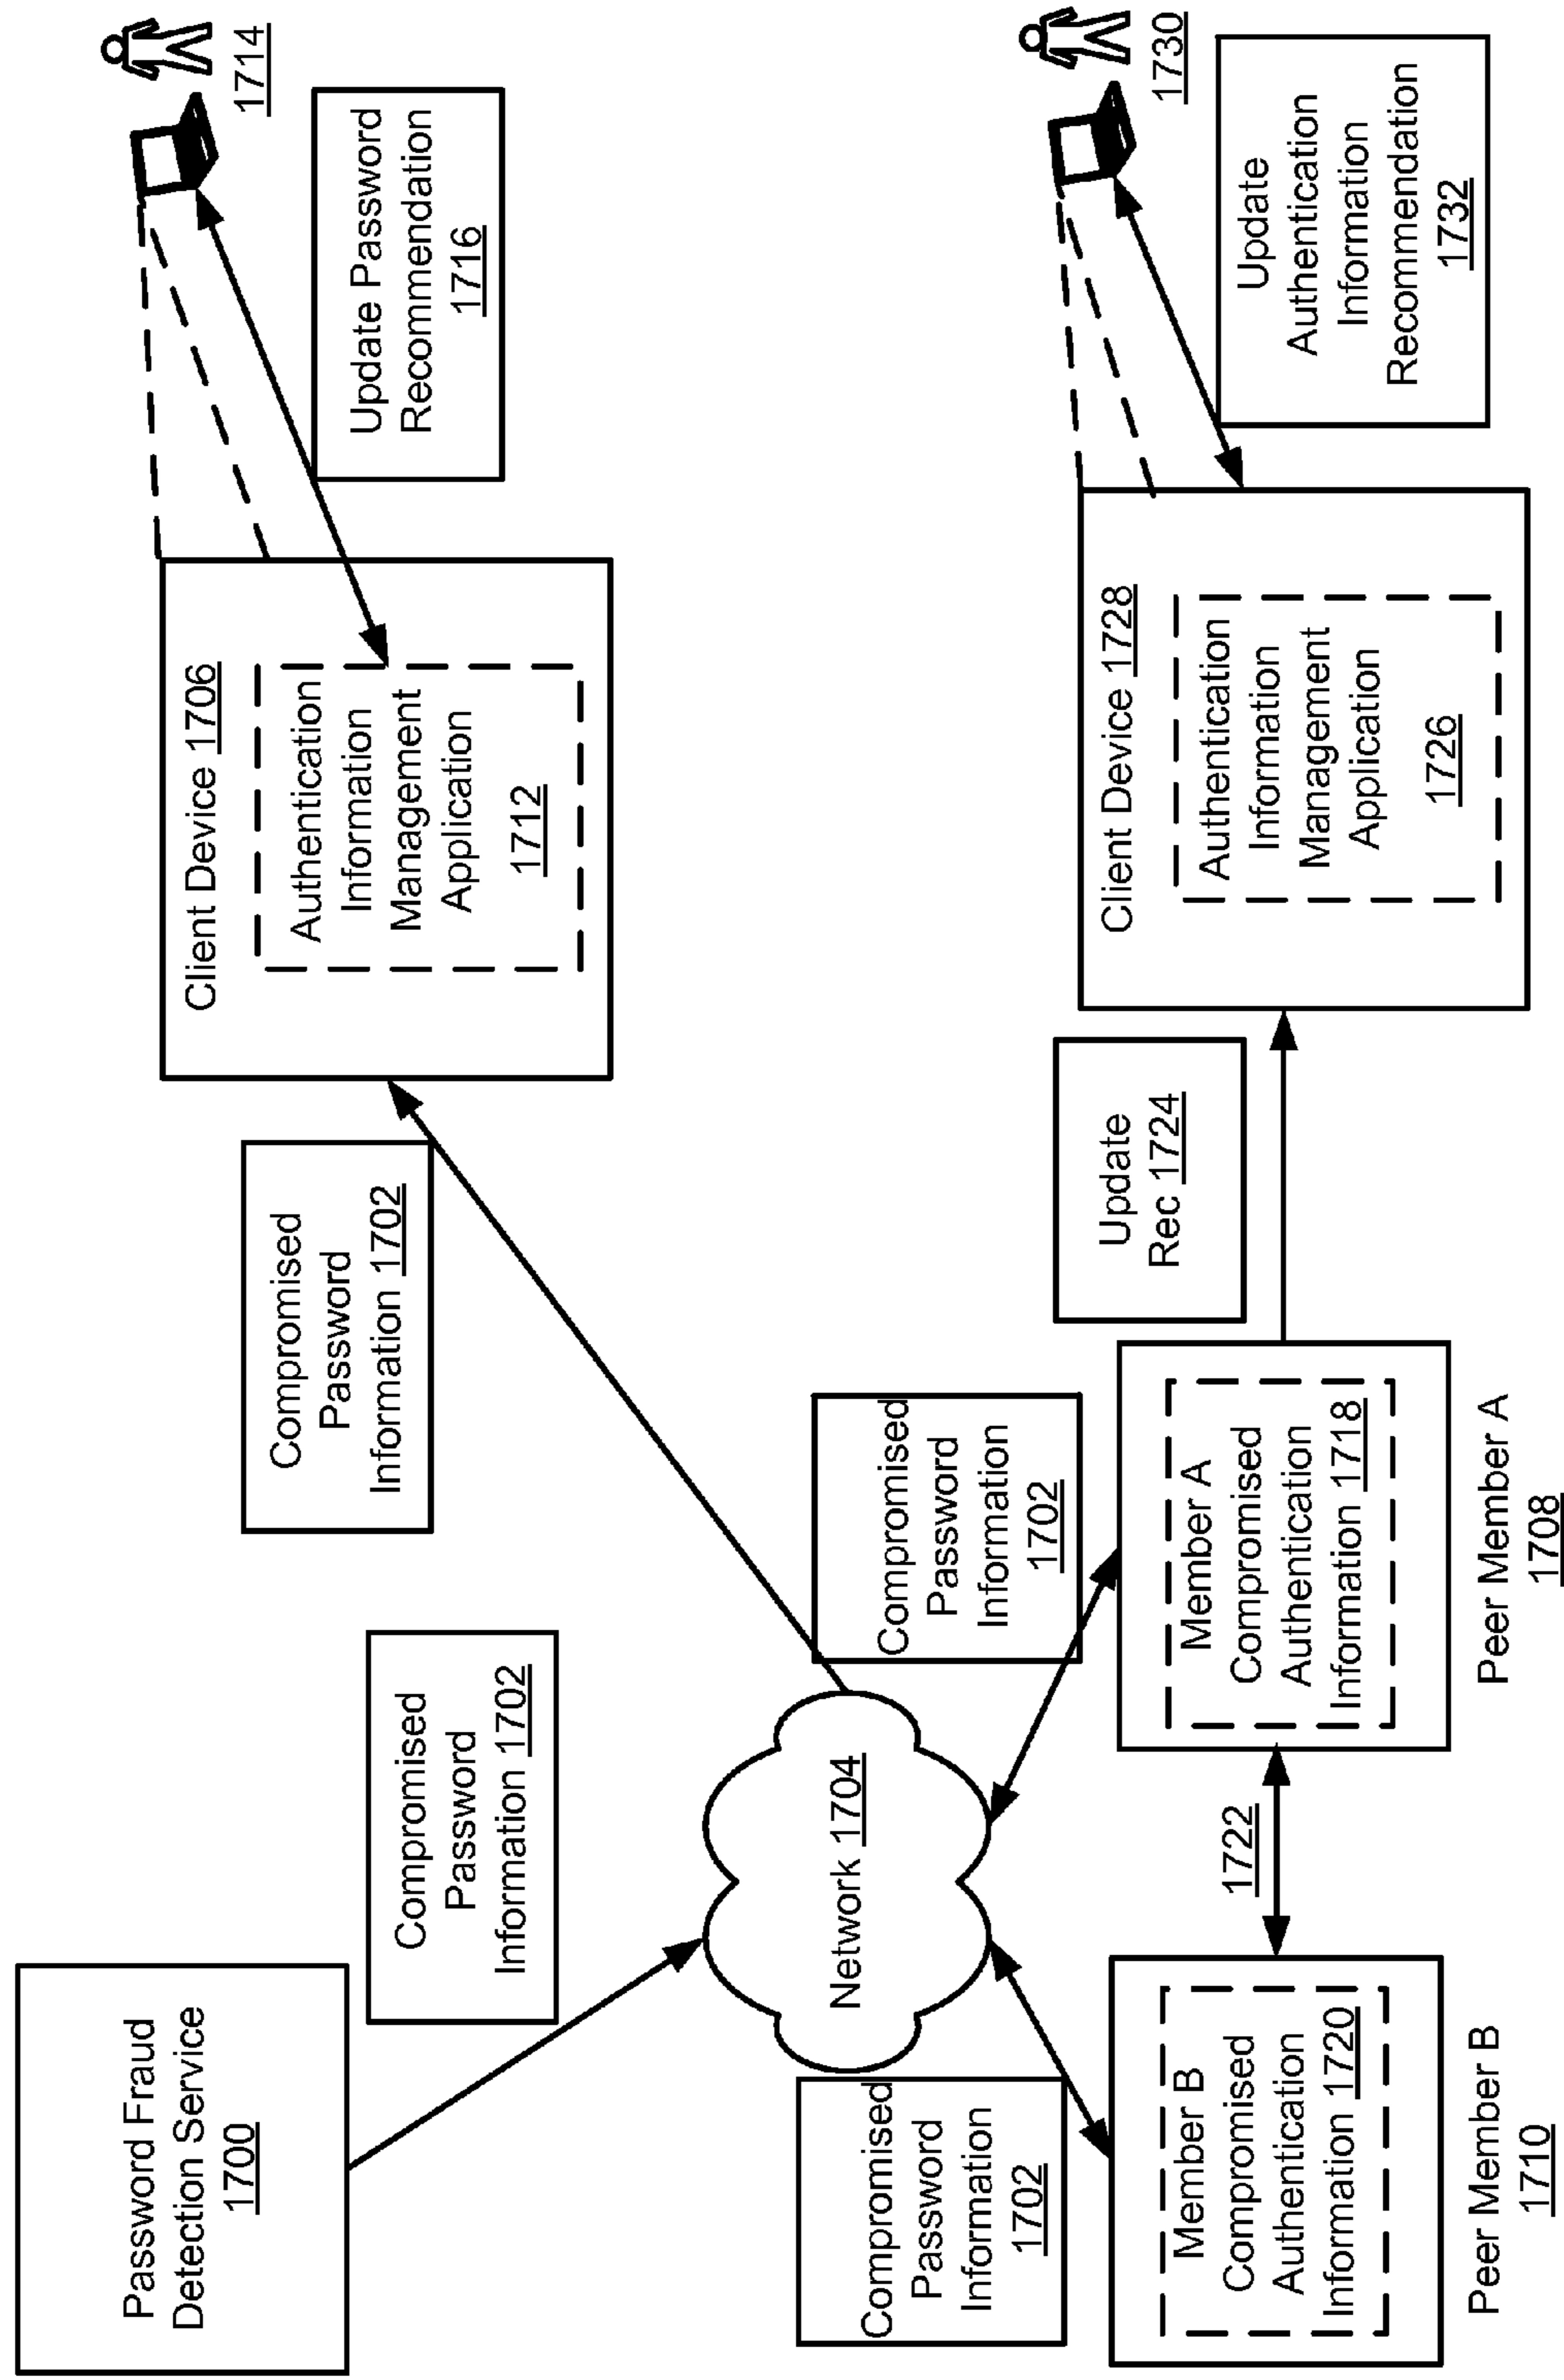 Password Fraud
Detection Service
1700
Compromised
Password
Information 1702
Compromised
Password
Information 1702
Client Device 1706
Authentication
Information
Management
Application
1712
1714
Update Password
Recommendation
1716
Network 1704
Compromised
Password
Information
1702
Compromised
Password
Information
1702
Member B
Compromised
Authentication
Information 1720
Peer Member B
1710
1722
Member A
Compromised
Authentication
Information 1718
Peer Member A
1708
Update
Rec 1724
Client Device 1728
Authentication
Information
Management
Application
1726
1730
Update
Authentication
Information
Recommendation
1732